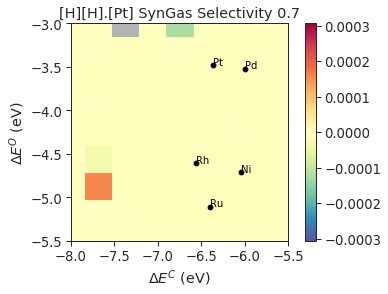 [H][H].[Pt] SynGas Selectivity 0.7
−3.0
−3.5
−4.0
−4.5
−5.0
−5.5
ΔE^O (eV)
Pt
Pd
Rh
Ni
Ru
−8.0 −7.5 −7.0 −6.5 −6.0 −5.5
ΔE^C (eV)
0.0003
0.0002
0.0001
0.0000
−0.0001
−0.0002
−0.0003